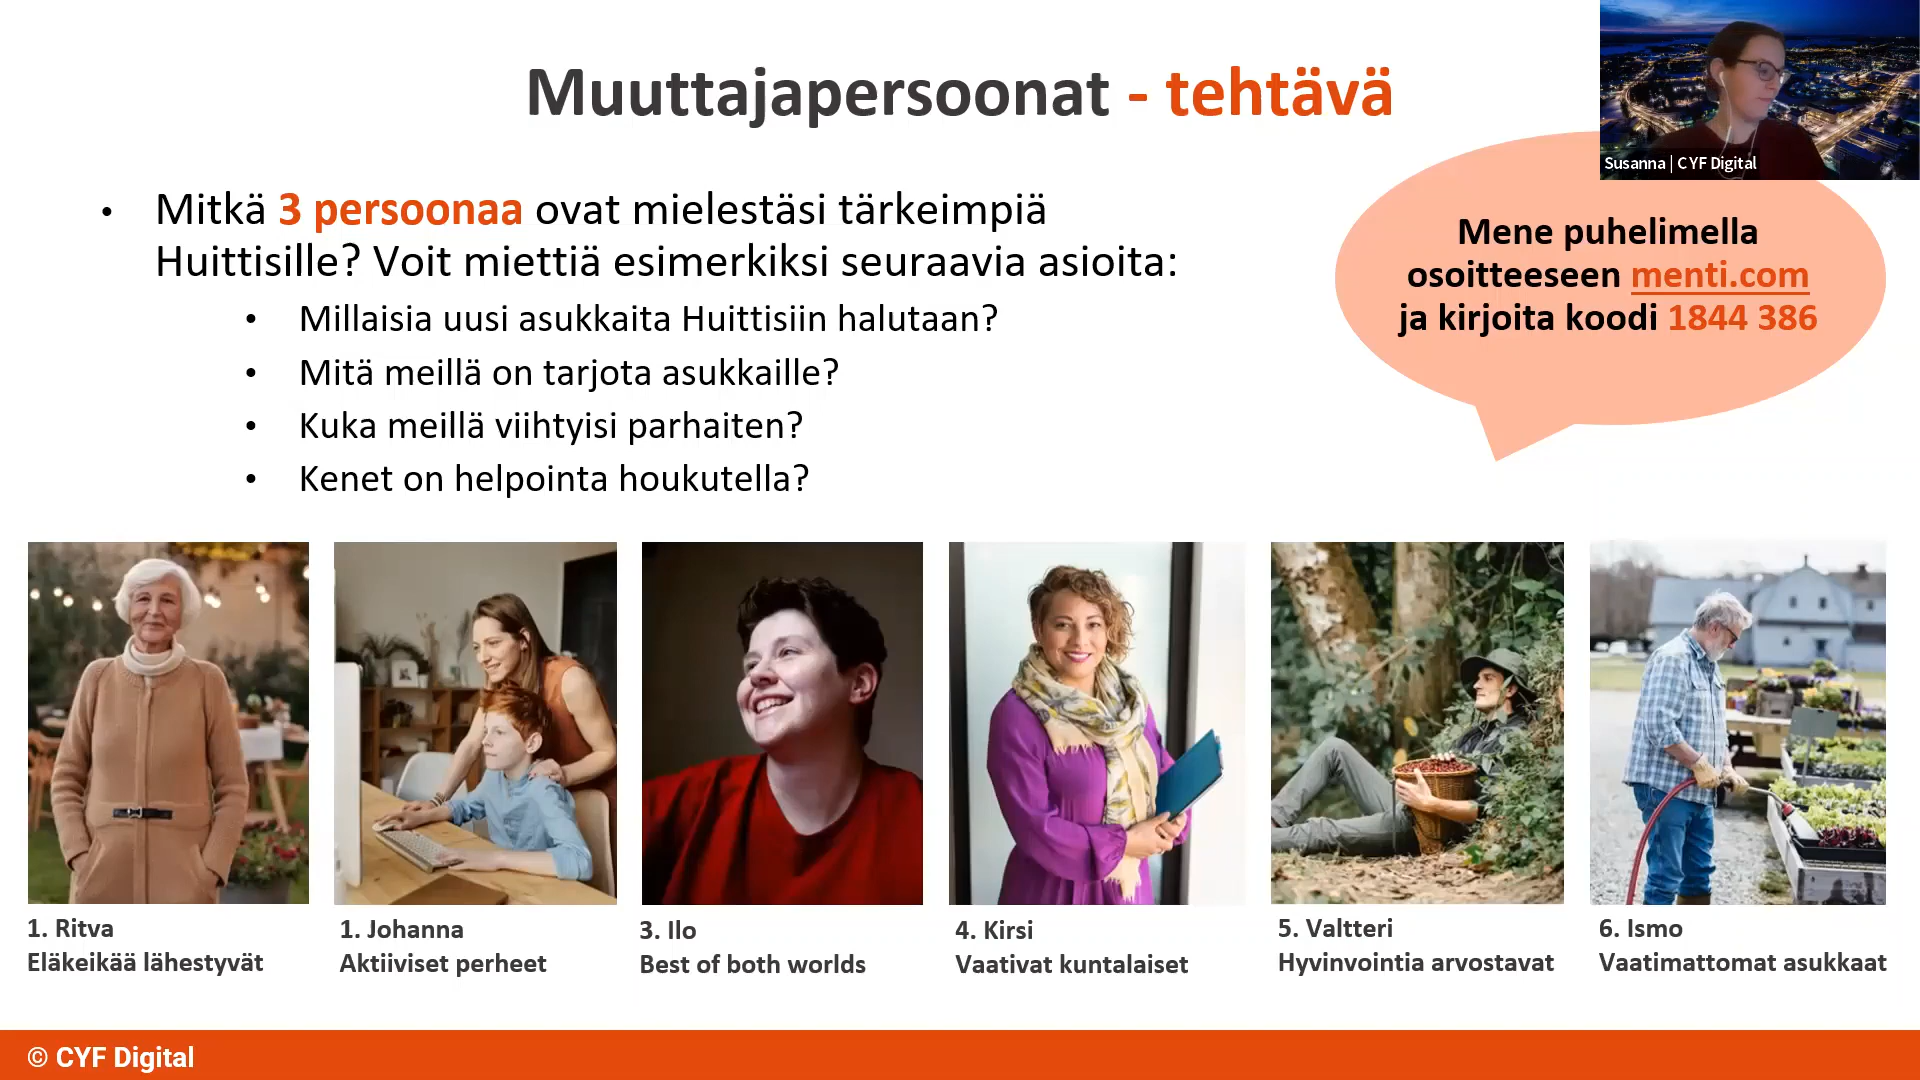 Muuttajapersoonat - tehtävä
Susanna | CYF Digital
• Mitkä 3 persoonaa ovat mielestäsi tärkeimpiä
Huittisille? Voit miettiä esimerkiksi seuraavia asioita:
• Millaisia uusi asukkaita Huittisiin halutaan?
• Mitä meillä on tarjota asukkaille?
• Kuka meillä viihtyisi parhaiten?
• Kenet on helpointa houkutella?
Mene puhelimella
osoitteeseen menti.com
ja kirjoita koodi 1844 386
1. Ritva
Eläkeikää lähestyvät
1. Johanna
Aktiiviset perheet
3. Ilo
Best of both worlds
4. Kirsi
Vaativat kuntalaiset
5. Valtteri
Hyvinvointia arvostavat
6. Ismo
Vaatimattomat asukkaat
© CYF Digital